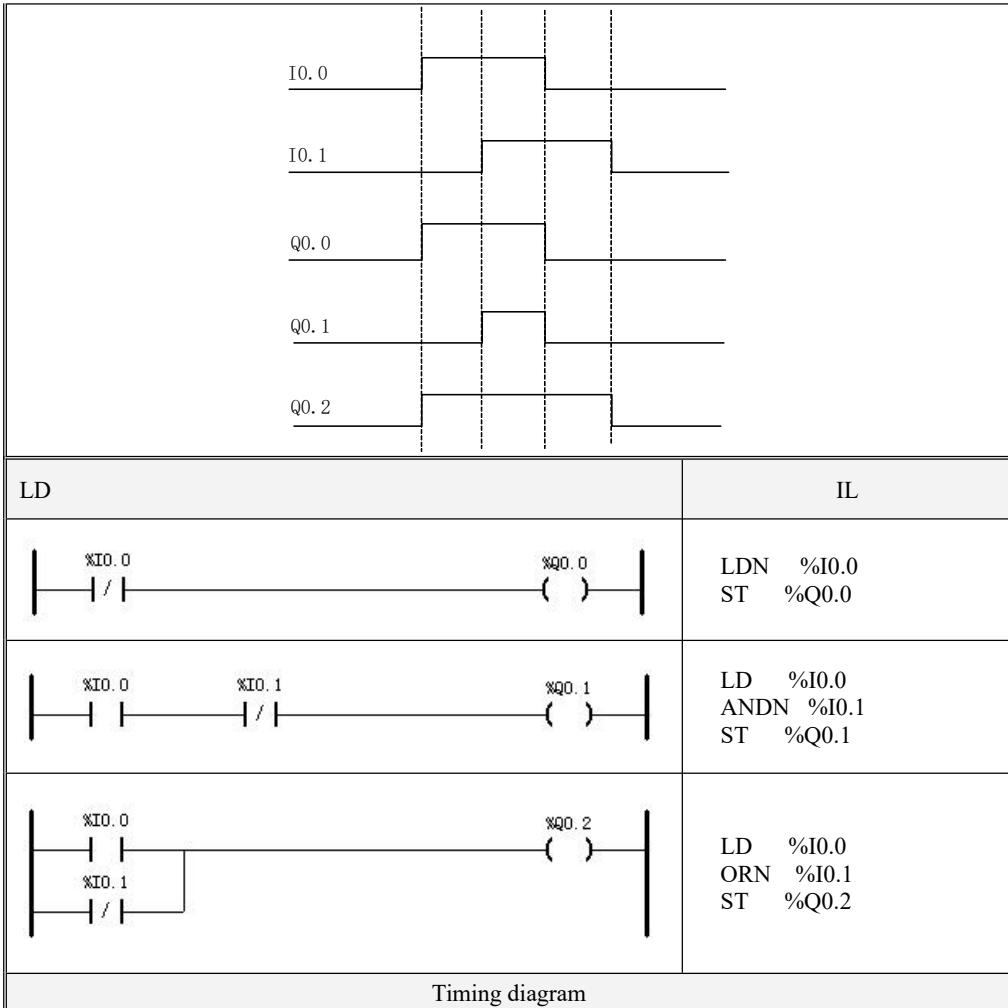 I0.0
I0.1
Q0.0
Q0.1
Q0.2
LD IL
%I0.0 %Q0.0
/ ( )
LDN %I0.0
ST %Q0.0
%I0.0 %I0.1 %Q0.1
/ ( )
LD %I0.0
ANDN %I0.1
ST %Q0.1
%I0.0 %Q0.2
( )
%I0.1
/
LD %I0.0
ORN %I0.1
ST %Q0.2
Timing diagram